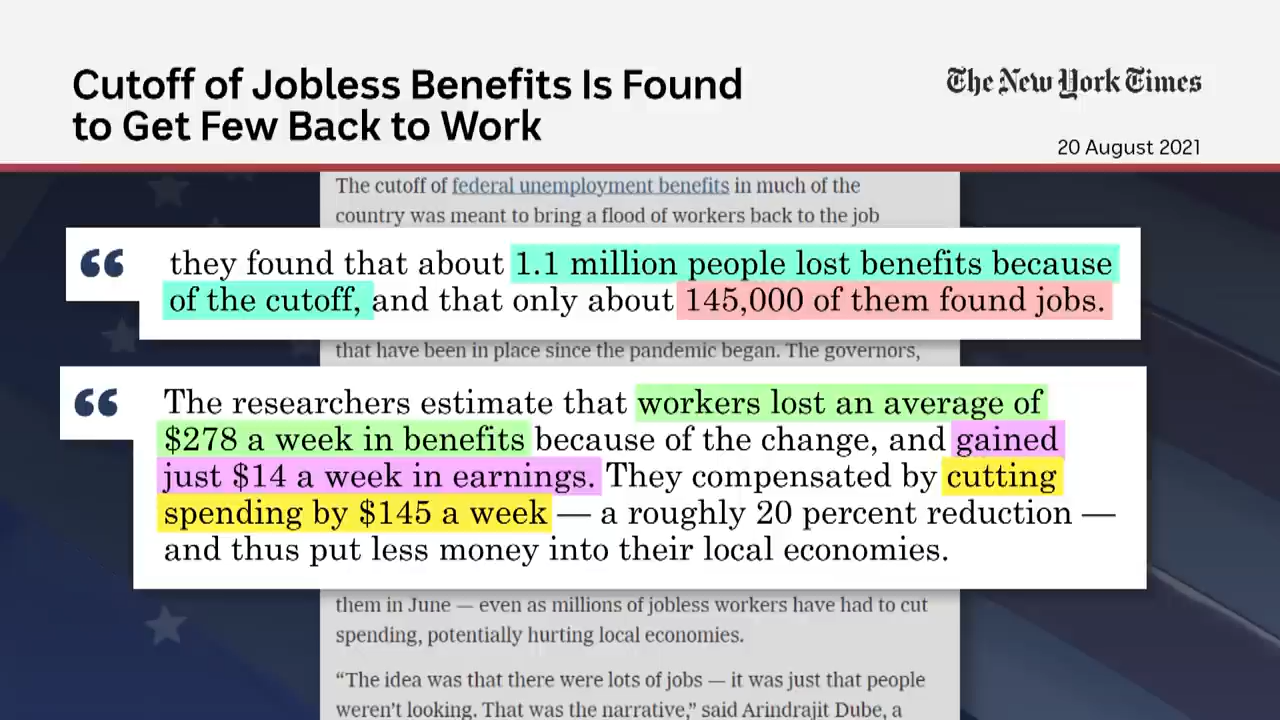 Cutoff of Jobless Benefits Is Found
to Get Few Back to Work
The New York Times
20 August 2021
The cutoff of federal unemployment benefits in much of the
country was meant to bring a flood of workers back to the job
“ they found that about 1.1 million people lost benefits because
of the cutoff, and that only about 145,000 of them found jobs.
that have been in place since the pandemic began. The governors,
“ The researchers estimate that workers lost an average of
$278 a week in benefits because of the change, and gained
just $14 a week in earnings. They compensated by cutting
spending by $145 a week — a roughly 20 percent reduction —
and thus put less money into their local economies.
them in June — even as millions of jobless workers have had to cut
spending, potentially hurting local economies.
“The idea was that there were lots of jobs — it was just that people
weren’t looking. That was the narrative,” said Arindrajit Dube, a